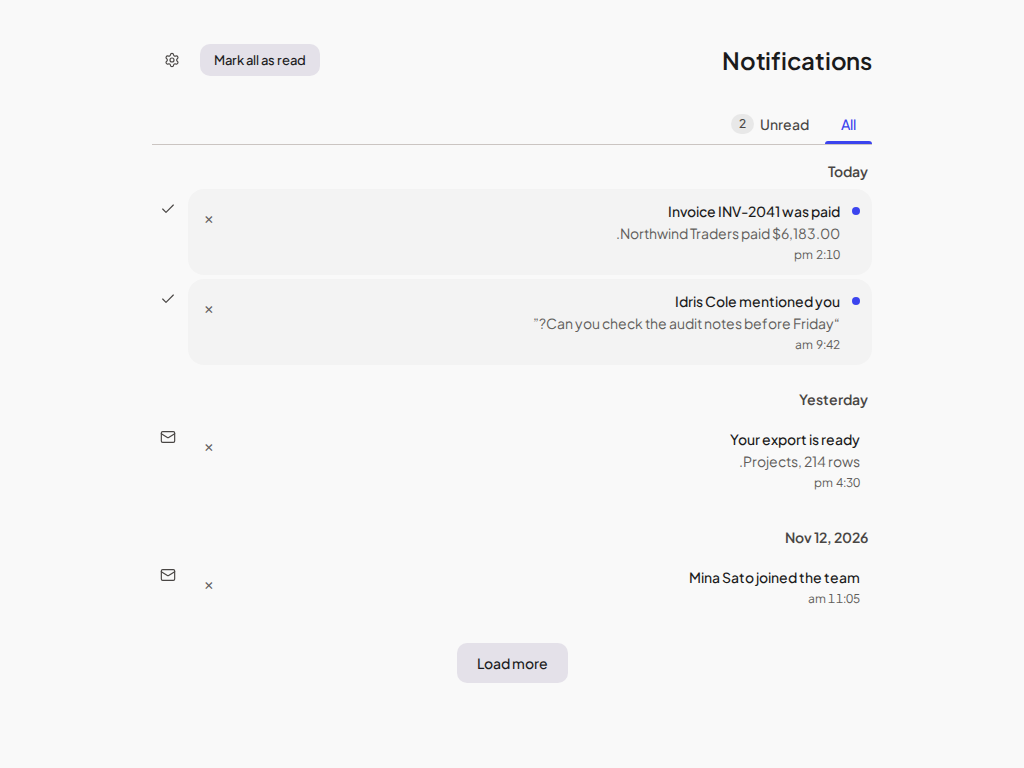 Notifications
Mark all as read
All
Unread 2
Today
Invoice INV-2041 was paid
.Northwind Traders paid $6,183.00
pm 2:10
Idris Cole mentioned you
”?Can you check the audit notes before Friday“
am 9:42
Yesterday
Your export is ready
.Projects, 214 rows
pm 4:30
Nov 12, 2026
Mina Sato joined the team
am 11:05
Load more